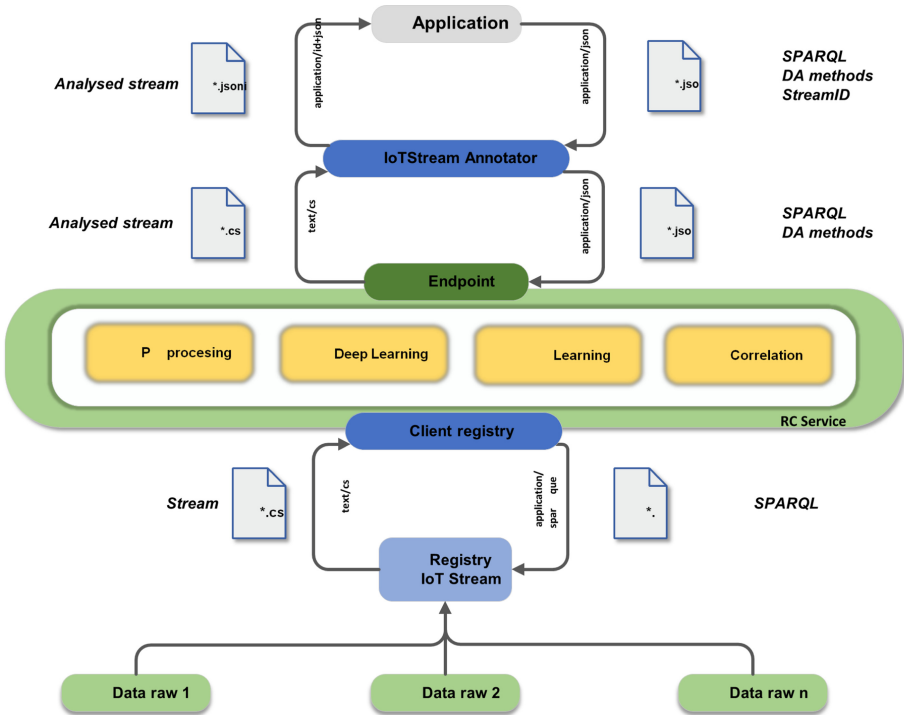 Application
application/id+json
application/json
Analysed stream
*.jsoni
*.jso
SPARQL
DA methods
StreamID
IoTStream Annotator
text/cs
application/json
Analysed stream
*.cs
*.jso
SPARQL
DA methods
Endpoint
P procesing
Deep Learning
Learning
Correlation
RC Service
Client registry
text/cs
application/
spar que
Stream
*.cs
*.
SPARQL
Registry
IoT Stream
Data raw 1
Data raw 2
Data raw n